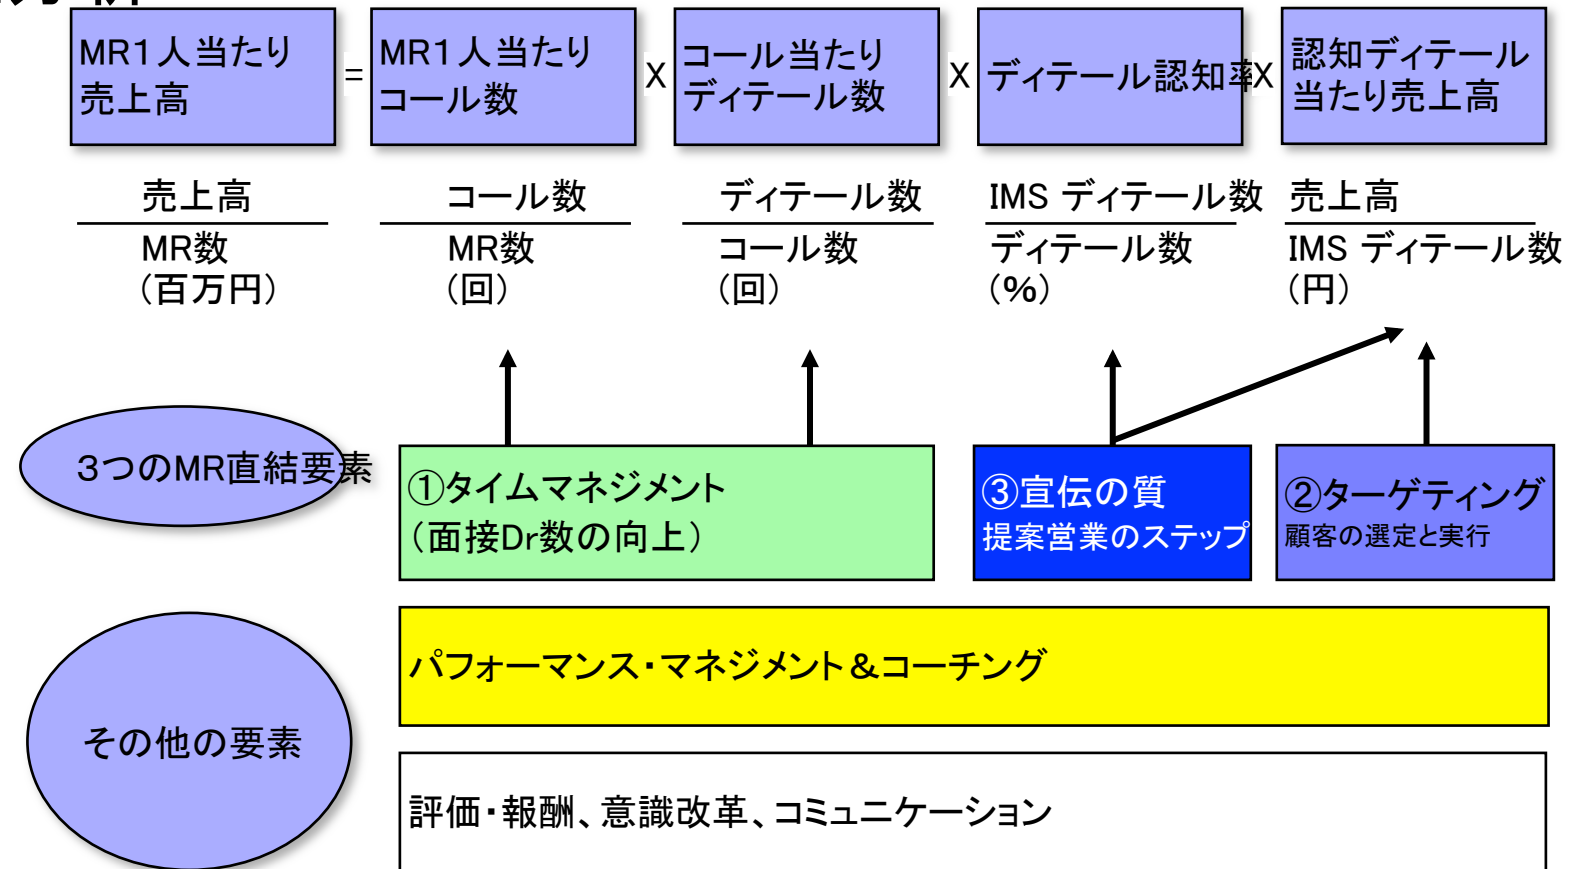 MR1人当たり
売上高
=
MR1人当たり
コール数
X
コール当たり
ディテール数
X
ディテール認知率
X
認知ディテール
当たり売上高
売上高
MR数
(百万円)
コール数
MR数
(回)
ディテール数
コール数
(回)
IMS ディテール数
ディテール数
(%)
売上高
IMS ディテール数
(円)
3つのMR直結要素
①タイムマネジメント
(面接Dr数の向上)
③宣伝の質
提案営業のステップ
②ターゲティング
顧客の選定と実行
その他の要素
パフォーマンス・マネジメント&コーチング
評価・報酬、意識改革、コミュニケーション